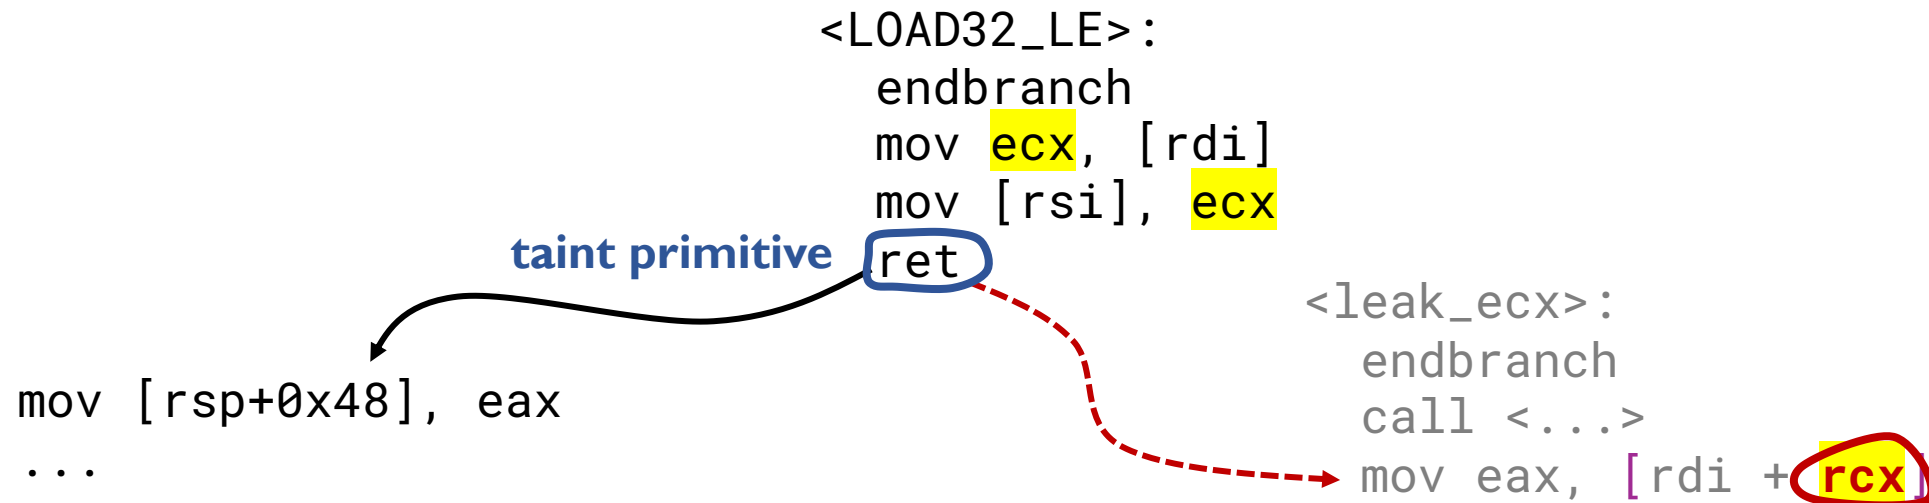 <LOAD32_LE>:
endbranch
mov ecx, [rdi]
mov [rsi], ecx
taint primitive
ret
<leak_ecx>:
endbranch
call <...>
mov eax, [rdi + rcx]
mov [rsp+0x48], eax
...